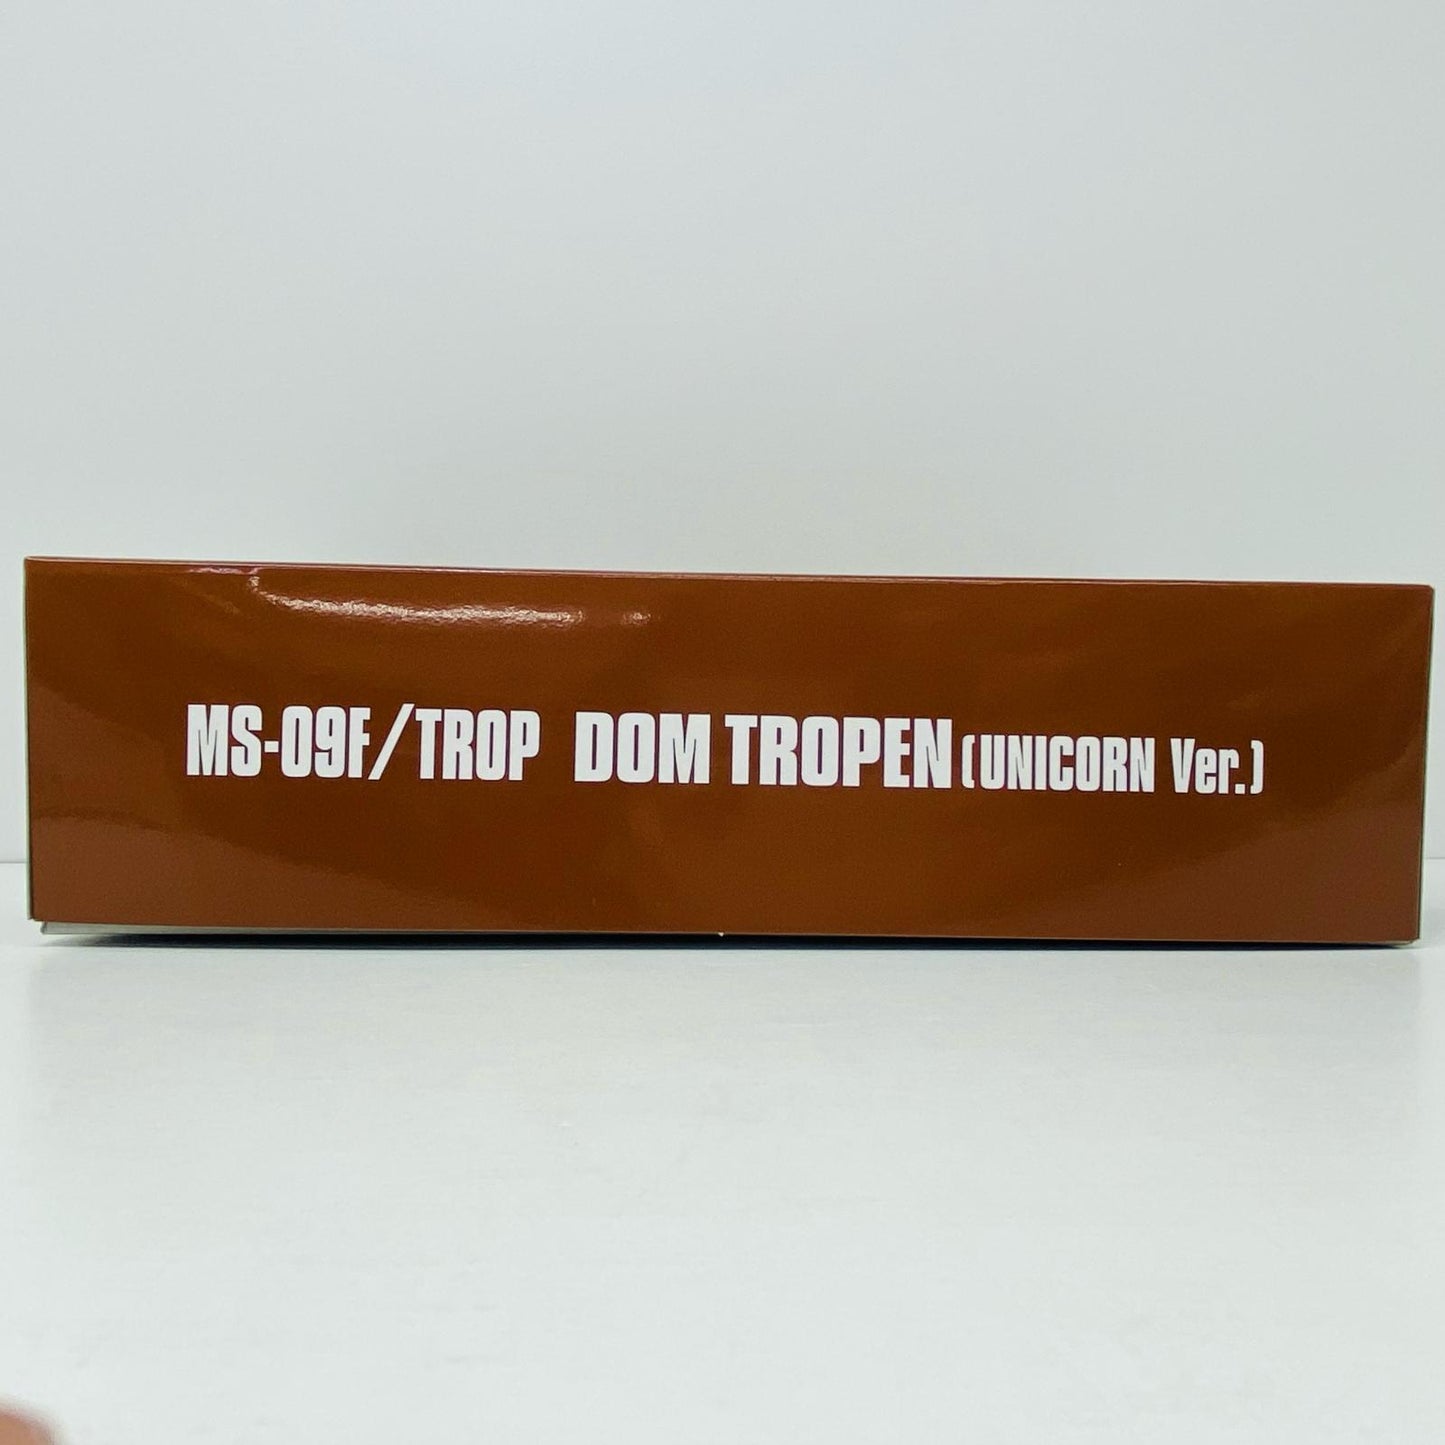 MS-09F/TROP DOM TROPEN (UNICORN Ver.)